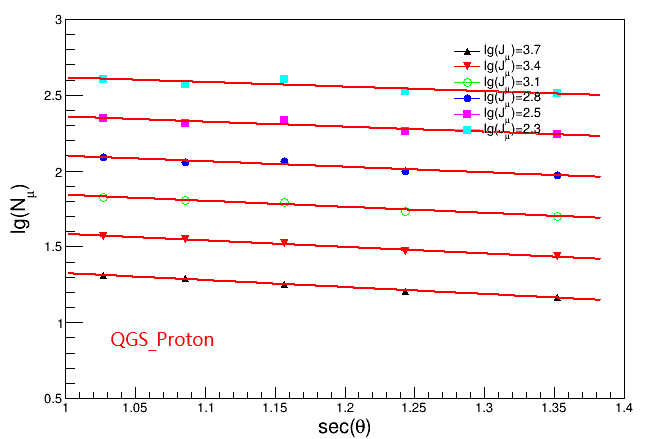 3
2.5
2
1.5
1
0.5
lg(Nμ)
lg(Jμ)=3.7
lg(Jμ)=3.4
lg(Jμ)=3.1
lg(Jμ)=2.8
lg(Jμ)=2.5
lg(Jμ)=2.3
QGS_Proton
1 1.05 1.1 1.15 1.2 1.25 1.3 1.35 1.4
sec(θ)